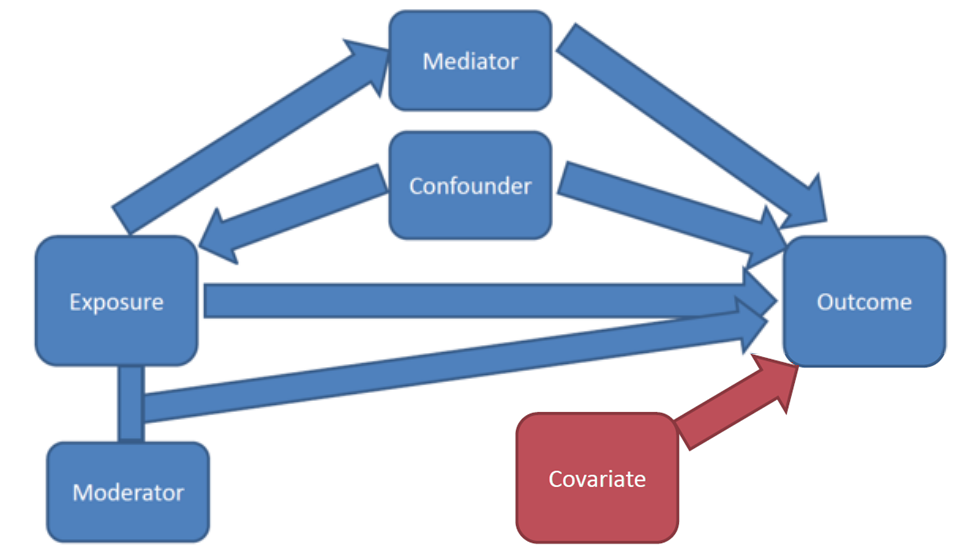 Mediator
Confounder
Exposure
Outcome
Moderator
Covariate